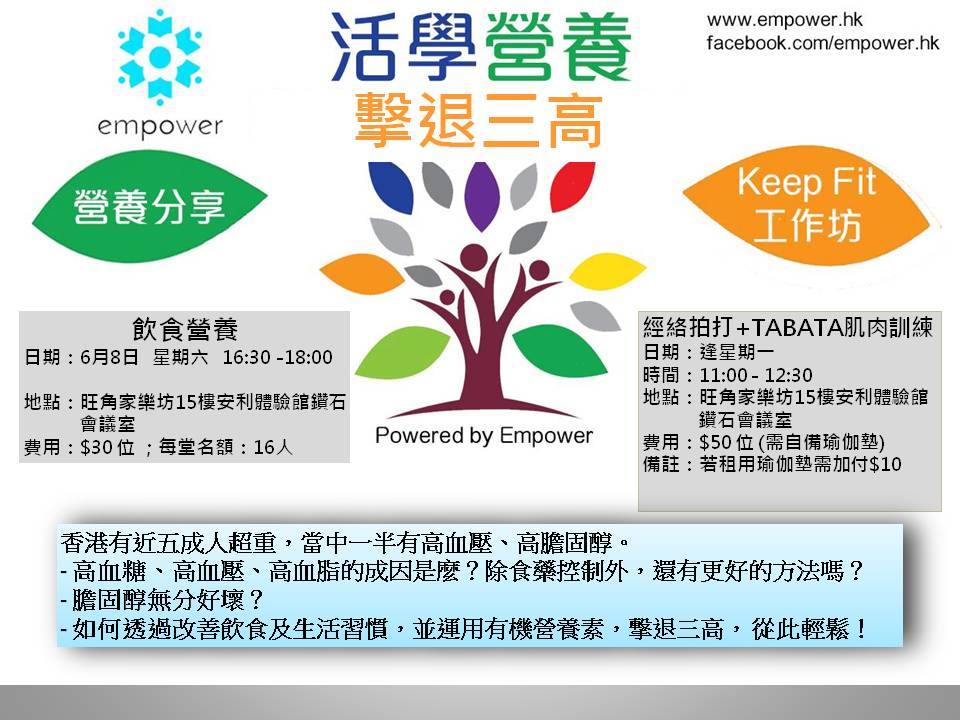 empower
活學營養
擊退三高
www.empower.hk
facebook.com/empower.hk
營養分享
Keep Fit
工作坊
飲食營養
日期：6月8日 星期六 16:30 -18:00
地點：旺角家樂坊15樓安利體驗館鑽石
會議室
費用：$30 位 ；每堂名額：16人
Powered by Empower
經絡拍打+TABATA肌肉訓練
日期：逢星期一
時間：11:00 - 12:30
地點：旺角家樂坊15樓安利體驗館
鑽石會議室
費用：$50 位 (需自備瑜伽墊)
備註：若租用瑜伽墊需加付$10
香港有近五成人超重，當中一半有高血壓、高膽固醇。
- 高血糖、高血壓、高血脂的成因是麼？除食藥控制外，還有更好的方法嗎？
- 膽固醇無分好壞？
- 如何透過改善飲食及生活習慣，並運用有機營養素，擊退三高， 從此輕鬆！